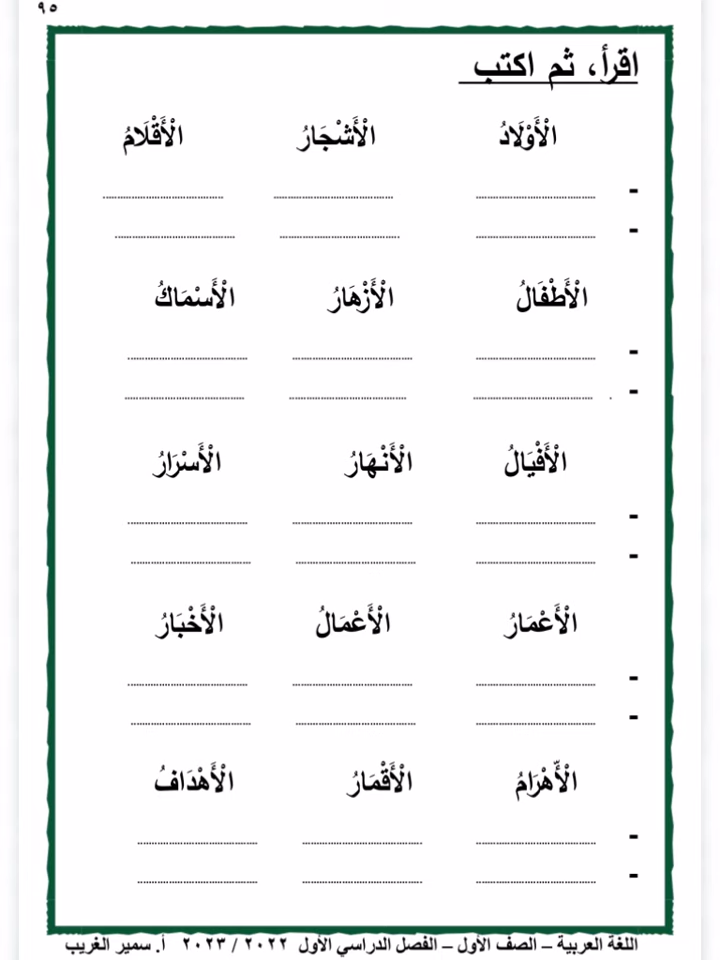 ٩٥
اقرأ، ثم اكتب
الْأَوْلَادُ الْأَشْجَارُ الْأَقْلَامُ
- ........................ ........................ ........................
- ........................ ........................ ........................
الْأَطْفَالُ الْأَزْهَارُ الْأَسْمَاكُ
- ........................ ........................ ........................
- . ........................ ........................ ........................
الْأَفْيَالُ الْأَنْهَارُ الْأَسْرَارُ
- ........................ ........................ ........................
- ........................ ........................ ........................
الْأَعْمَارُ الْأَعْمَالُ الْأَخْبَارُ
- ........................ ........................ ........................
- ........................ ........................ ........................
الْأّهْرَامُ الْأَقْمَارُ الْأَهْدَافُ
- ........................ ........................ ........................
- ........................ ........................ ........................
اللغة العربية – الصف الأول – الفصل الدراسي الأول ٢٠٢٢ / ٢٠٢٣ أ. سمير الغريب